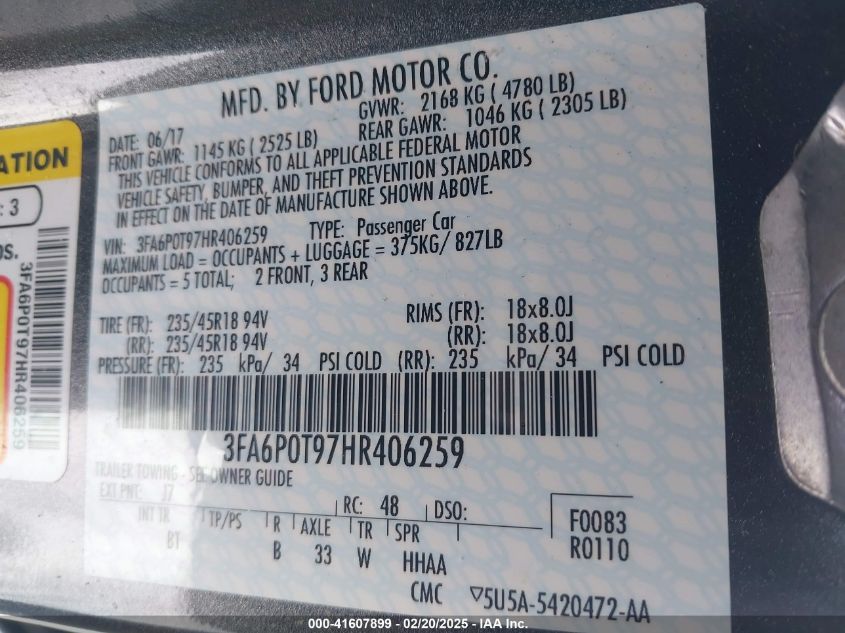 MFD. BY FORD MOTOR CO.
DATE: 06/17 GVWR: 2168 KG ( 4780 LB)
FRONT GAWR: 1145 KG ( 2525 LB) REAR GAWR: 1046 KG ( 2305 LB)
THIS VEHICLE CONFORMS TO ALL APPLICABLE FEDERAL MOTOR
VEHICLE SAFETY, BUMPER, AND THEFT PREVENTION STANDARDS
IN EFFECT ON THE DATE OF MANUFACTURE SHOWN ABOVE.
VIN: 3FA6P0T97HR406259 TYPE: Passenger Car
MAXIMUM LOAD = OCCUPANTS + LUGGAGE = 375KG/ 827LB
OCCUPANTS = 5 TOTAL; 2 FRONT, 3 REAR
TIRE (FR): 235/45R18 94V RIMS (FR): 18x8.0J
(RR): 235/45R18 94V (RR): 18x8.0J
PRESSURE (FR): 235 kPa/ 34 PSI COLD (RR): 235 kPa/ 34 PSI COLD
3FA6P0T97HR406259
TRAILER TOWING - SEE OWNER GUIDE
EXT PNT: J7 RC: 48 DSO:
INT TR TP/PS R AXLE TR SPR F0083
BT B 33 W HHAA R0110
CMC ▽5U5A-5420472-AA
ATION
: 3
OS.
3FA6P0T97HR406259
000-41607899 / 02/20/2025 - IAA Inc.